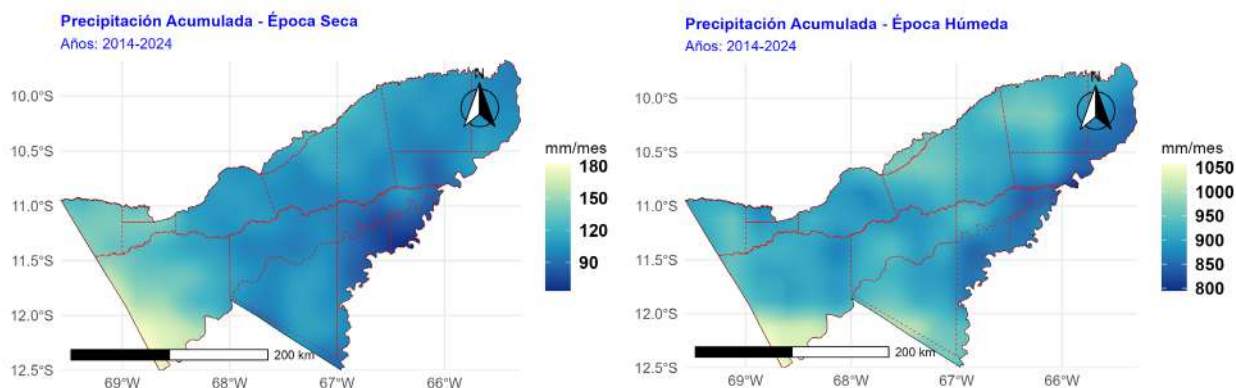 Precipitación Acumulada - Época Seca
Años: 2014-2024
N
10.0°S
10.5°S
11.0°S
11.5°S
12.0°S
12.5°S
69°W
68°W
67°W
66°W
200 km
mm/mes
180
150
120
90
Precipitación Acumulada - Época Húmeda
Años: 2014-2024
N
10.0°S
10.5°S
11.0°S
11.5°S
12.0°S
12.5°S
69°W
68°W
67°W
66°W
200 km
mm/mes
1050
1000
950
900
850
800